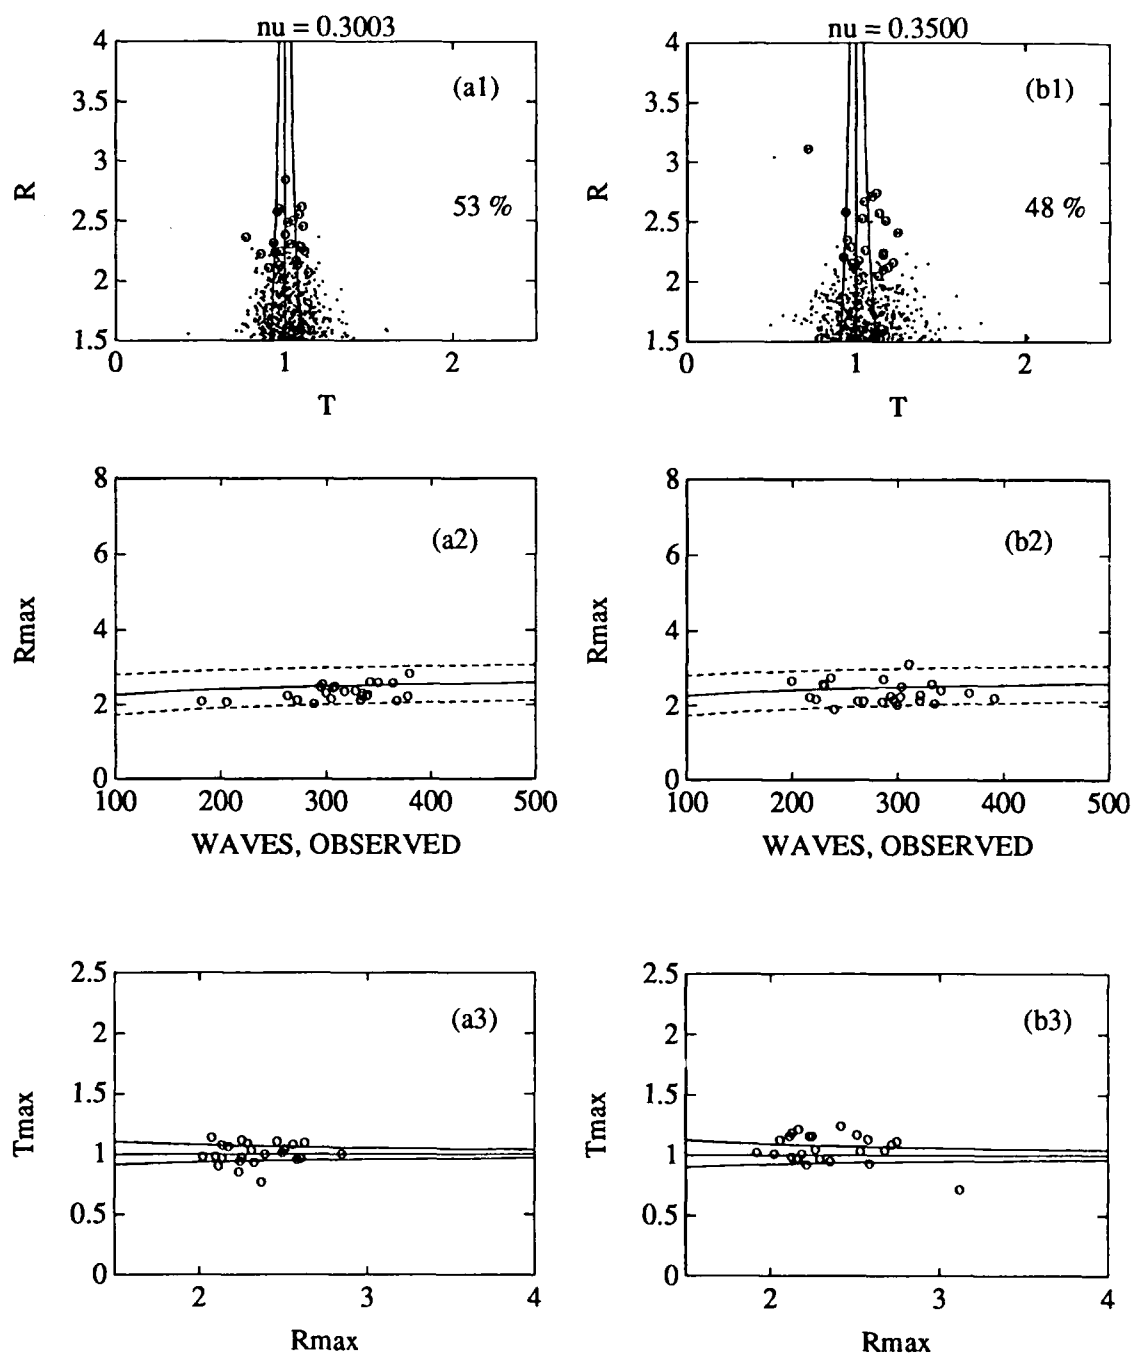 nu = 0.3003
4
3.5
3
2.5
2
1.5
R
(a1)
53 %
0
1
2
T
nu = 0.3500
4
3.5
3
2.5
2
1.5
R
(b1)
48 %
0
1
2
T
8
6
4
2
0
Rmax
(a2)
100
200
300
400
500
WAVES, OBSERVED
8
6
4
2
0
Rmax
(b2)
100
200
300
400
500
WAVES, OBSERVED
2.5
2
1.5
1
0.5
0
Tmax
(a3)
2
3
4
Rmax
2.5
2
1.5
1
0.5
0
Tmax
(b3)
2
3
4
Rmax